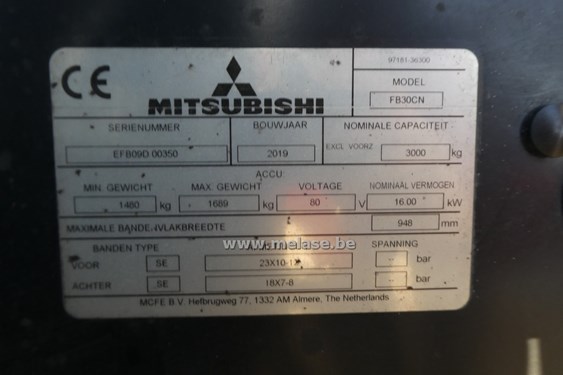 97181-36300
CE
MITSUBISHI
MODEL
FB30CN
SERIENUMMER BOUWJAAR NOMINALE CAPACITEIT
EFB09D 00350 2019 EXCL VOORZ. 3000 kg
ACCU:
MIN. GEWICHT MAX. GEWICHT VOLTAGE NOMINAAL VERMOGEN
1480 kg 1689 kg 80 V 16.00 kW
MAXIMALE BANDENVLAKBREEDTE 948 mm
BANDEN TYPE SPANNING
www.melase.be
VOOR SE 23X10-12 -- bar
ACHTER SE 18X7-8 -- bar
MCFE B.V. Hefbrugweg 77, 1332 AM Almere, The Netherlands